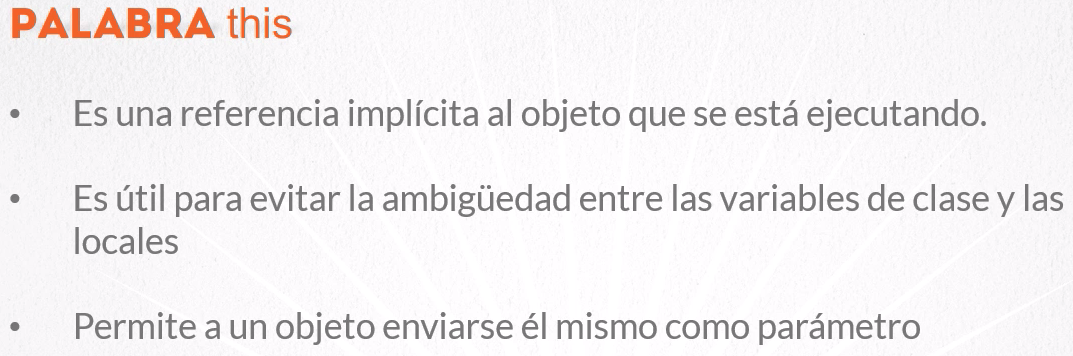 PALABRA this
• Es una referencia implícita al objeto que se está ejecutando.
• Es útil para evitar la ambigüedad entre las variables de clase y las
locales
• Permite a un objeto enviarse él mismo como parámetro